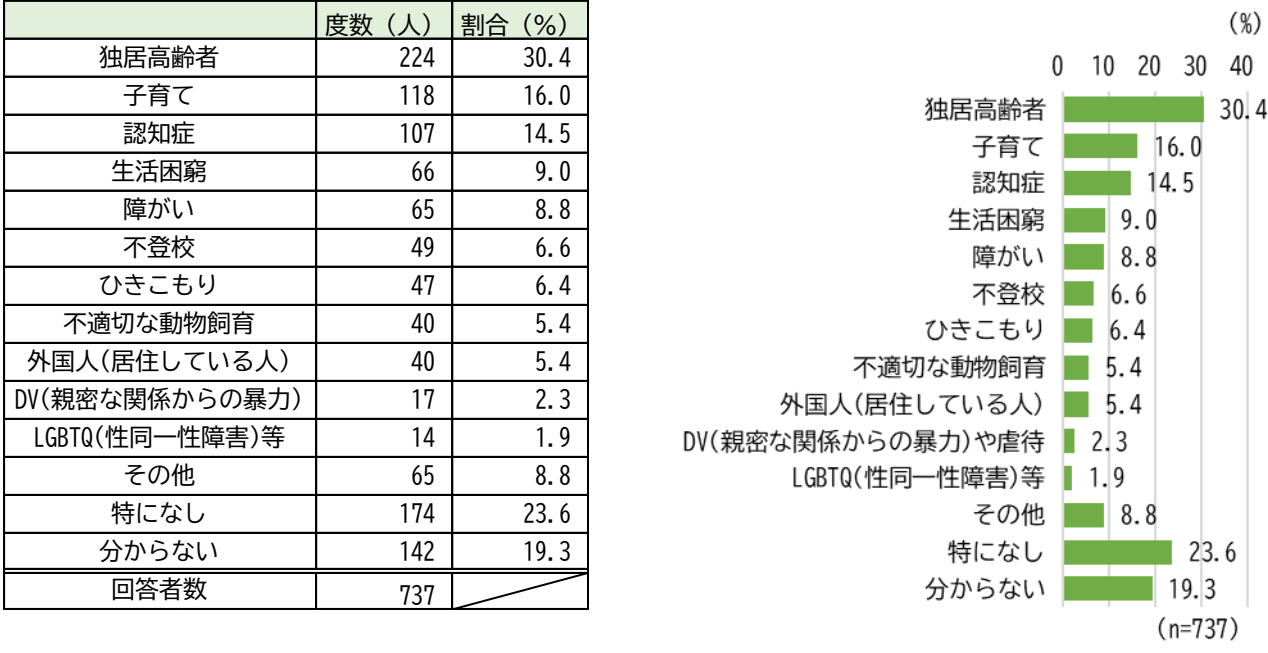 度数（人） 割合（%）
独居高齢者 224 30.4
子育て 118 16.0
認知症 107 14.5
生活困窮 66 9.0
障がい 65 8.8
不登校 49 6.6
ひきこもり 47 6.4
不適切な動物飼育 40 5.4
外国人(居住している人) 40 5.4
DV(親密な関係からの暴力) 17 2.3
LGBTQ(性同一性障害)等 14 1.9
その他 65 8.8
特になし 174 23.6
分からない 142 19.3
回答者数 737
(%)
0 10 20 30 40
独居高齢者 30.4
子育て 16.0
認知症 14.5
生活困窮 9.0
障がい 8.8
不登校 6.6
ひきこもり 6.4
不適切な動物飼育 5.4
外国人(居住している人) 5.4
DV(親密な関係からの暴力)や虐待 2.3
LGBTQ(性同一性障害)等 1.9
その他 8.8
特になし 23.6
分からない 19.3
(n=737)